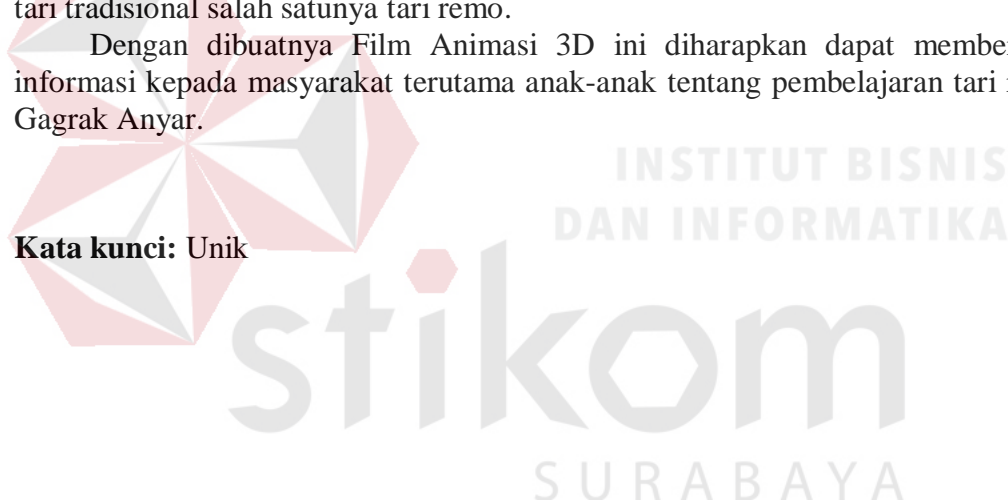 tari tradisional salah satunya tari remo.
Dengan dibuatnya Film Animasi 3D ini diharapkan dapat
informasi kepada masyarakat terutama anak-anak tentang pembelajaran tari
Gagrak Anyar.
INSTITUT BISNIS
DAN INFORMATIKA
Kata kunci: Unik
stikom
SURABAYA